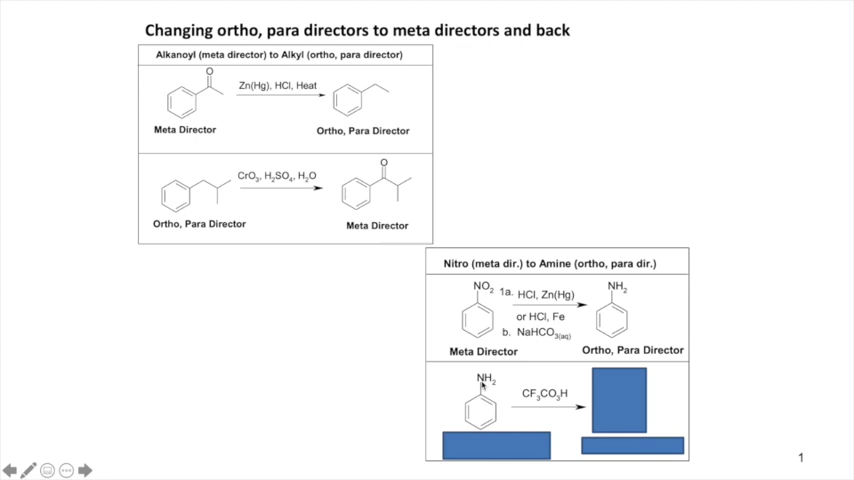 Changing ortho, para directors to meta directors and back
Alkanoyl (meta director) to Alkyl (ortho, para director)
O
Zn(Hg), HCl, Heat
Meta Director
Ortho, Para Director
O
CrO₃, H₂SO₄, H₂O
Ortho, Para Director
Meta Director
Nitro (meta dir.) to Amine (ortho, para dir.)
NO₂
1a. HCl, Zn(Hg)
NH₂
or HCl, Fe
b. NaHCO₃(aq)
Meta Director
Ortho, Para Director
NH₂
CF₃CO₃H
1